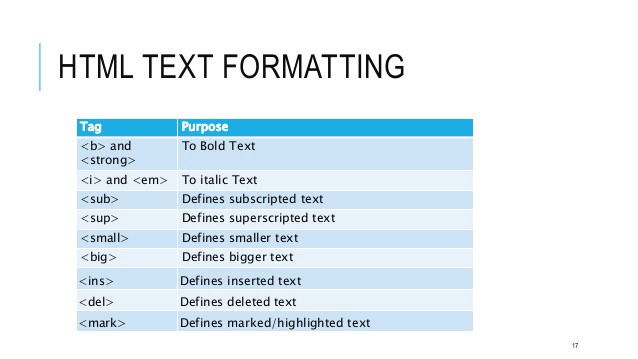 HTML TEXT FORMATTING
Tag Purpose
<b> and To Bold Text
<strong>
<i> and <em> To italic Text
<sub> Defines subscripted text
<sup> Defines superscripted text
<small> Defines smaller text
<big> Defines bigger text
<ins> Defines inserted text
<del> Defines deleted text
<mark> Defines marked/highlighted text
17